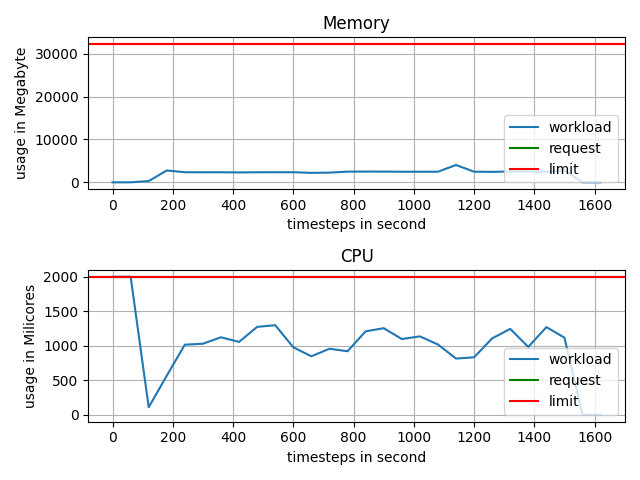 Memory
usage in Megabyte
30000
20000
10000
0
workload
request
limit
0 200 400 600 800 1000 1200 1400 1600
timesteps in second
CPU
usage in Milicores
2000
1500
1000
500
0
workload
request
limit
0 200 400 600 800 1000 1200 1400 1600
timesteps in second